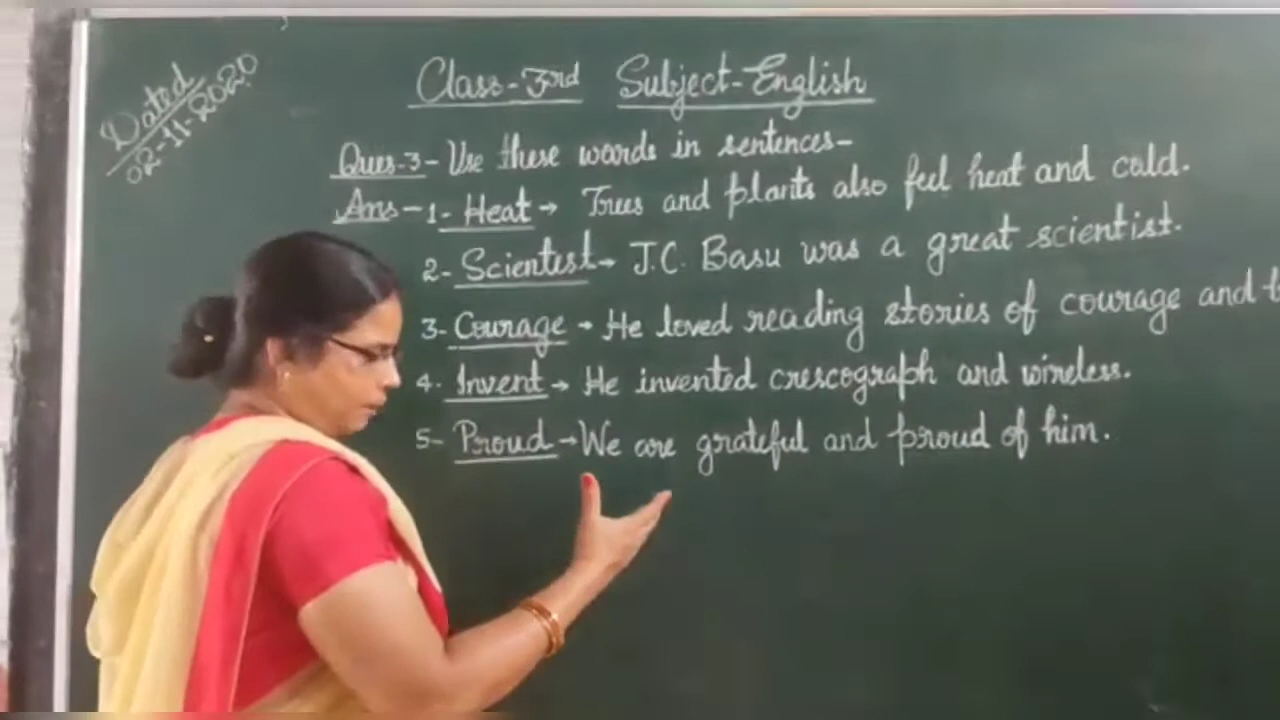 Dated
02-11-2020
Class-3rd Subject-English
Ques-3- Use these words in sentences-
Ans-1- Heat→ Trees and plants also feel heat and cold.
2- Scientist→ J.C. Basu was a great scientist.
3- Courage → He loved reading stories of courage and
4- Invent→ He invented crescograph and wireless.
5- Proud→We are grateful and proud of him.